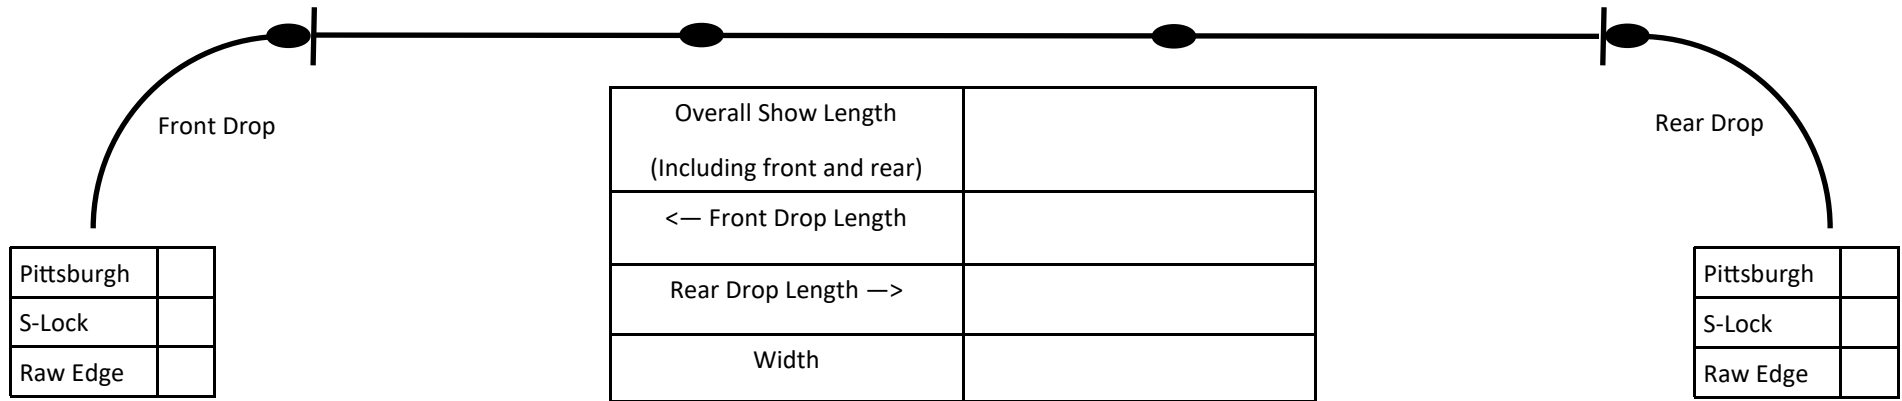 Front Drop
Rear Drop
Overall Show Length
(Including front and rear)
<— Front Drop Length
Rear Drop Length —>
Width
Pittsburgh
S-Lock
Raw Edge
Pittsburgh
S-Lock
Raw Edge